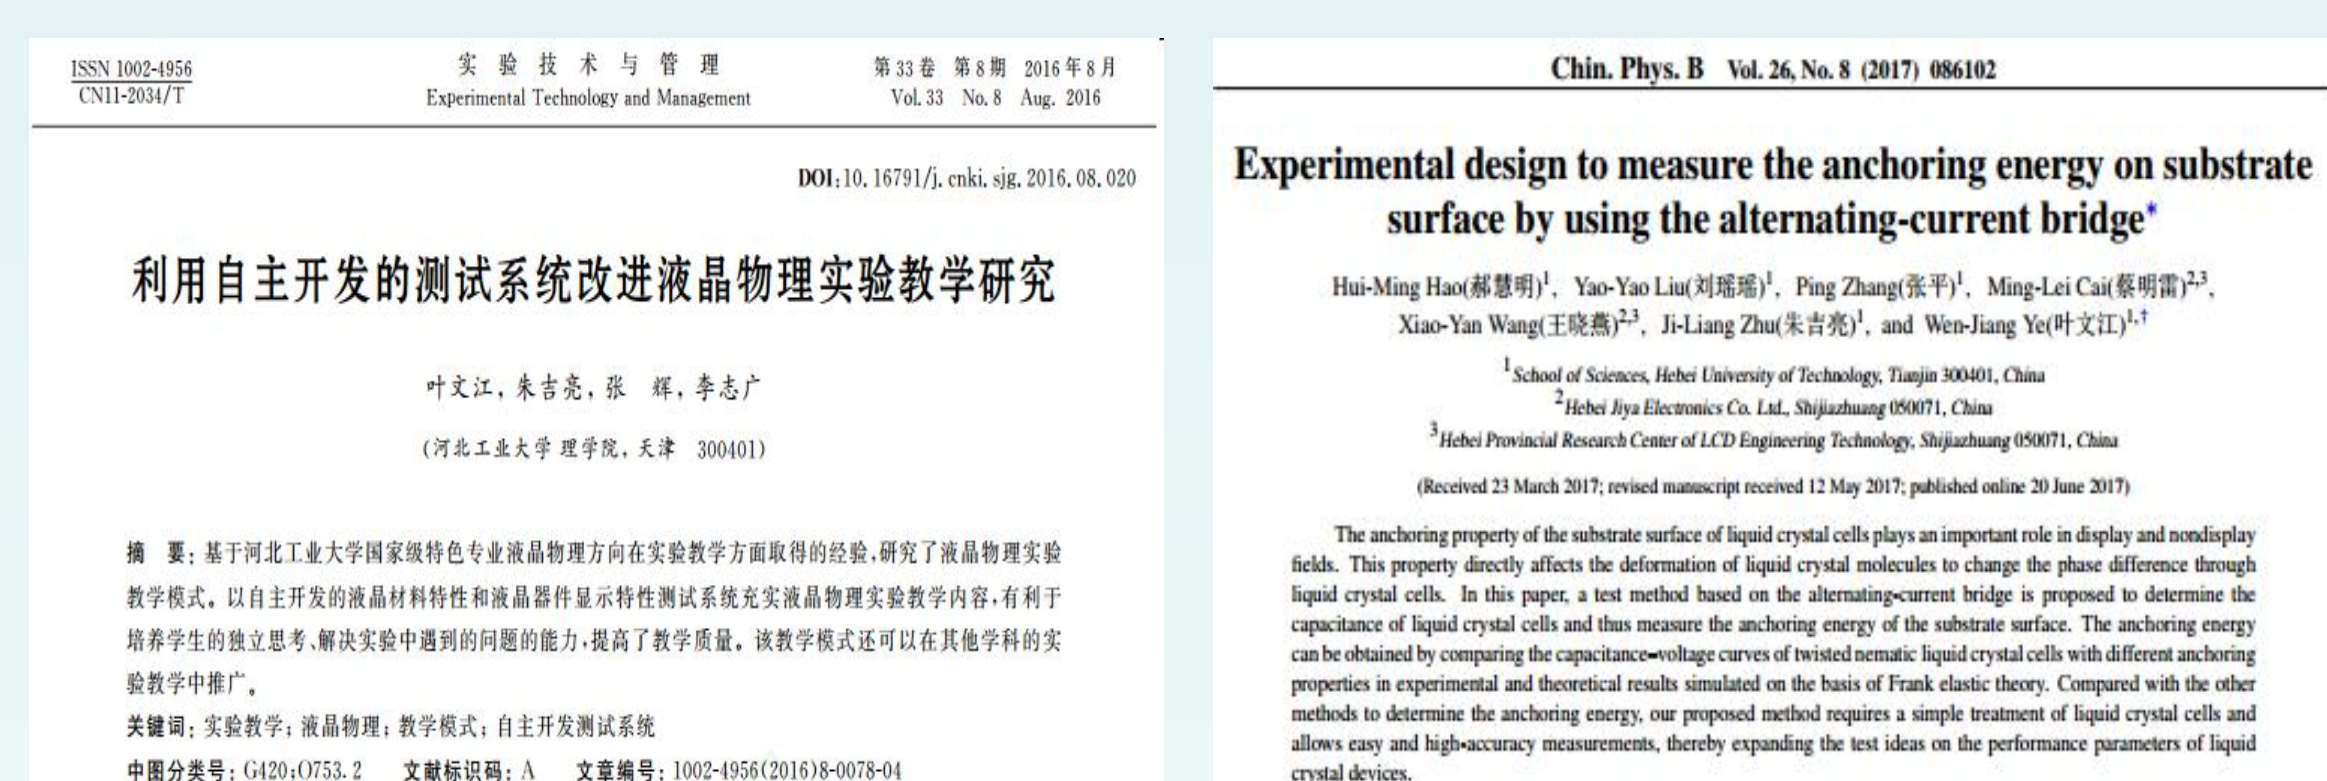 ISSN 1002-4956
CN11-2034/T
实 验 技 术 与 管 理
Experimental Technology and Management
第33卷 第8期 2016年8月
Vol. 33 No. 8 Aug. 2016
DOI:10. 16791/j. cnki. sjg. 2016. 08. 020
利用自主开发的测试系统改进液晶物理实验教学研究
叶文江, 朱吉亮, 张 辉, 李志广
(河北工业大学 理学院, 天津 300401)
摘 要: 基于河北工业大学国家级特色专业液晶物理方向在实验教学方面取得的经验,研究了液晶物理实验
教学模式。以自主开发的液晶材料特性和液晶器件显示特性测试系统充实液晶物理实验教学内容,有利于
培养学生的独立思考、解决实验中遇到的问题的能力,提高了教学质量。该教学模式还可以在其他学科的实
验教学中推广。
关键词: 实验教学; 液晶物理; 教学模式; 自主开发测试系统
中图分类号: G420;O753. 2 文献标识码: A 文章编号: 1002-4956(2016)8-0078-04
Chin. Phys. B Vol. 26, No. 8 (2017) 086102
Experimental design to measure the anchoring energy on substrate
surface by using the alternating-current bridge*
Hui-Ming Hao(郝慧明)1, Yao-Yao Liu(刘瑶瑶)1, Ping Zhang(张平)1, Ming-Lei Cai(蔡明雷)2,3,
Xiao-Yan Wang(王晓燕)2,3, Ji-Liang Zhu(朱吉亮)1, and Wen-Jiang Ye(叶文江)1,†
1School of Sciences, Hebei University of Technology, Tianjin 300401, China
2Hebei Jiya Electronics Co. Ltd., Shijiazhuang 050071, China
3Hebei Provincial Research Center of LCD Engineering Technology, Shijiazhuang 050071, China
(Received 23 March 2017; revised manuscript received 12 May 2017; published online 20 June 2017)
The anchoring property of the substrate surface of liquid crystal cells plays an important role in display and nondisplay
fields. This property directly affects the deformation of liquid crystal molecules to change the phase difference through
liquid crystal cells. In this paper, a test method based on the alternating-current bridge is proposed to determine the
capacitance of liquid crystal cells and thus measure the anchoring energy of the substrate surface. The anchoring energy
can be obtained by comparing the capacitance–voltage curves of twisted nematic liquid crystal cells with different anchoring
properties in experimental and theoretical results simulated on the basis of Frank elastic theory. Compared with the other
methods to determine the anchoring energy, our proposed method requires a simple treatment of liquid crystal cells and
allows easy and high-accuracy measurements, thereby expanding the test ideas on the performance parameters of liquid
crystal devices.